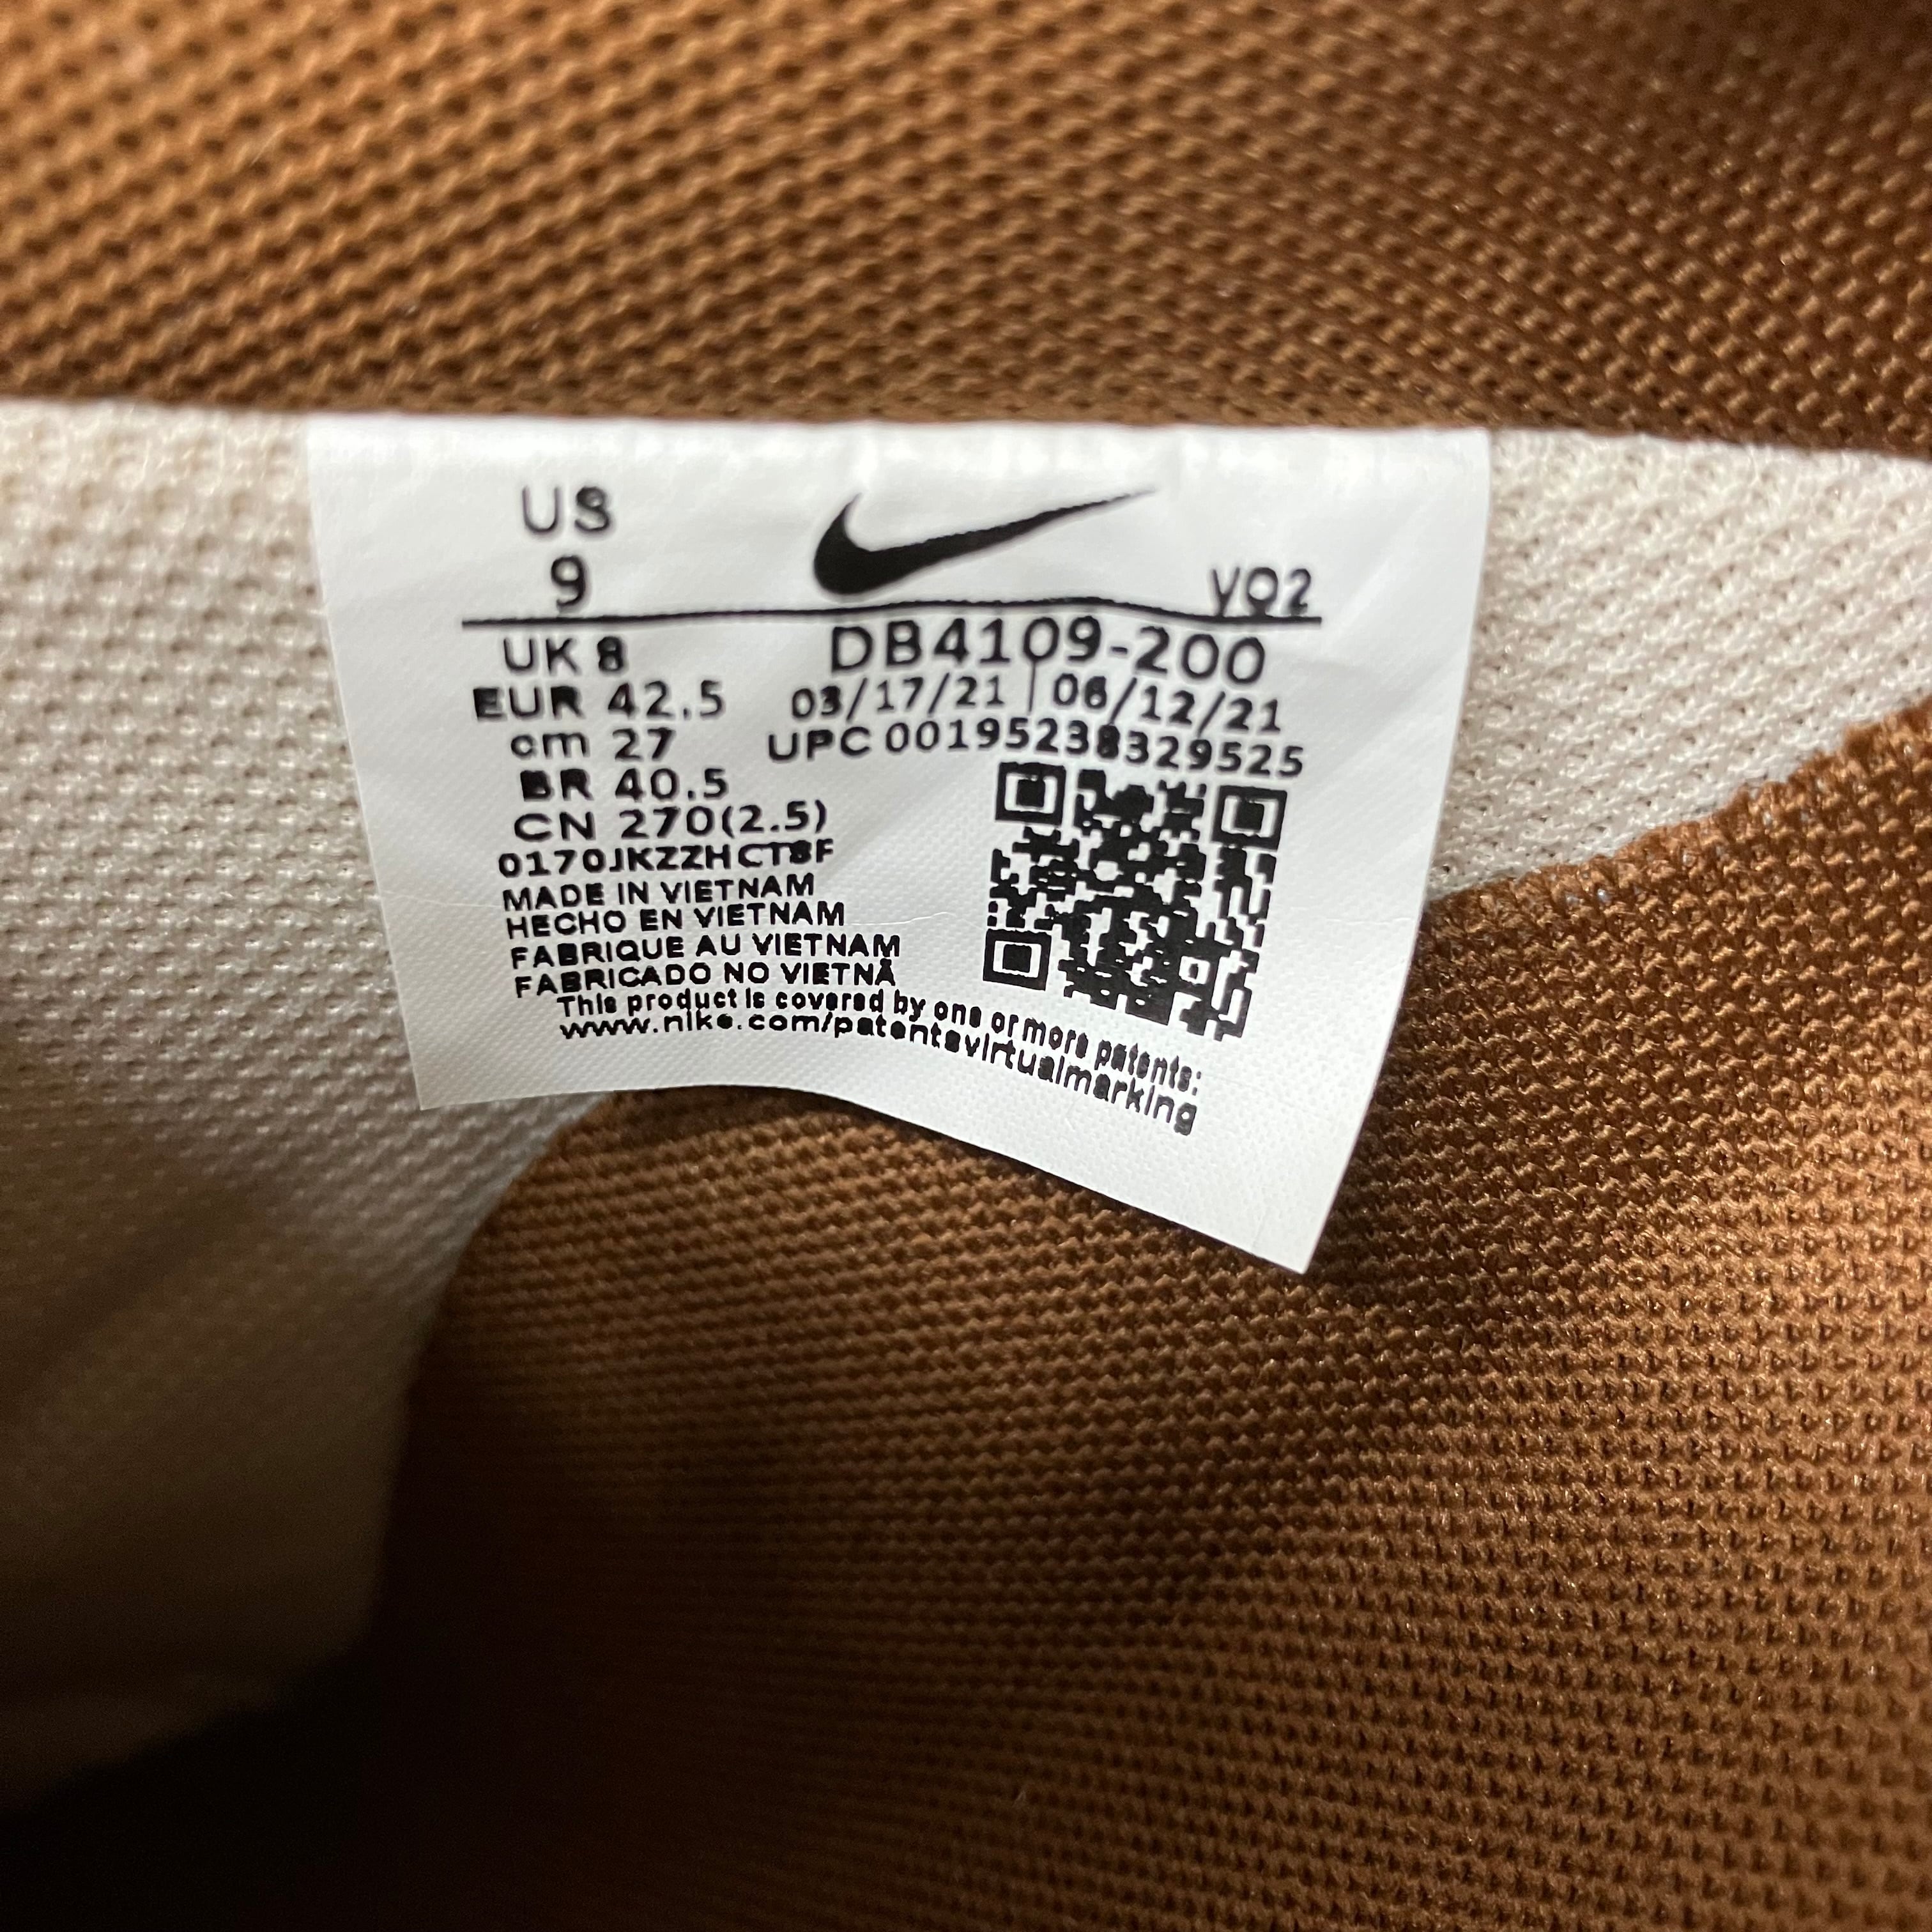 US
9
VQ2
UK 8
EUR 42.5
cm 27
BR 40.5
CN 270(2.5)
DB4109-200
03/17/21 | 06/12/21
UPC 00195238329525
0170JKZZHCTSF
MADE IN VIETNAM
HECHO EN VIETNAM
FABRIQUE AU VIETNAM
FABRICADO NO VIETNÃ
This product is covered by one or more patents:
www.nike.com/patentsvirtualmarking